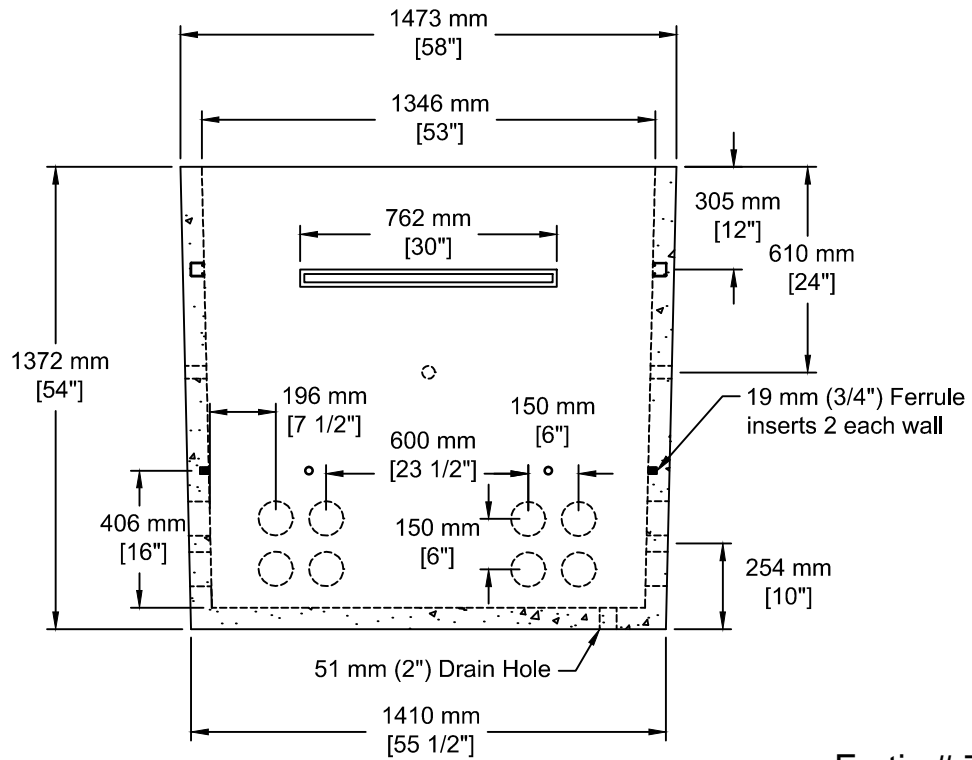 1473 mm
[58"]
1346 mm
[53"]
305 mm
[12"]
762 mm
[30"]
610 mm
[24"]
1372 mm
[54"]
196 mm
[7 1/2"]
150 mm
[6"]
19 mm (3/4") Ferrule
inserts 2 each wall
600 mm
[23 1/2"]
406 mm
[16"]
150 mm
[6"]
254 mm
[10"]
51 mm (2") Drain Hole
1410 mm
[55 1/2"]